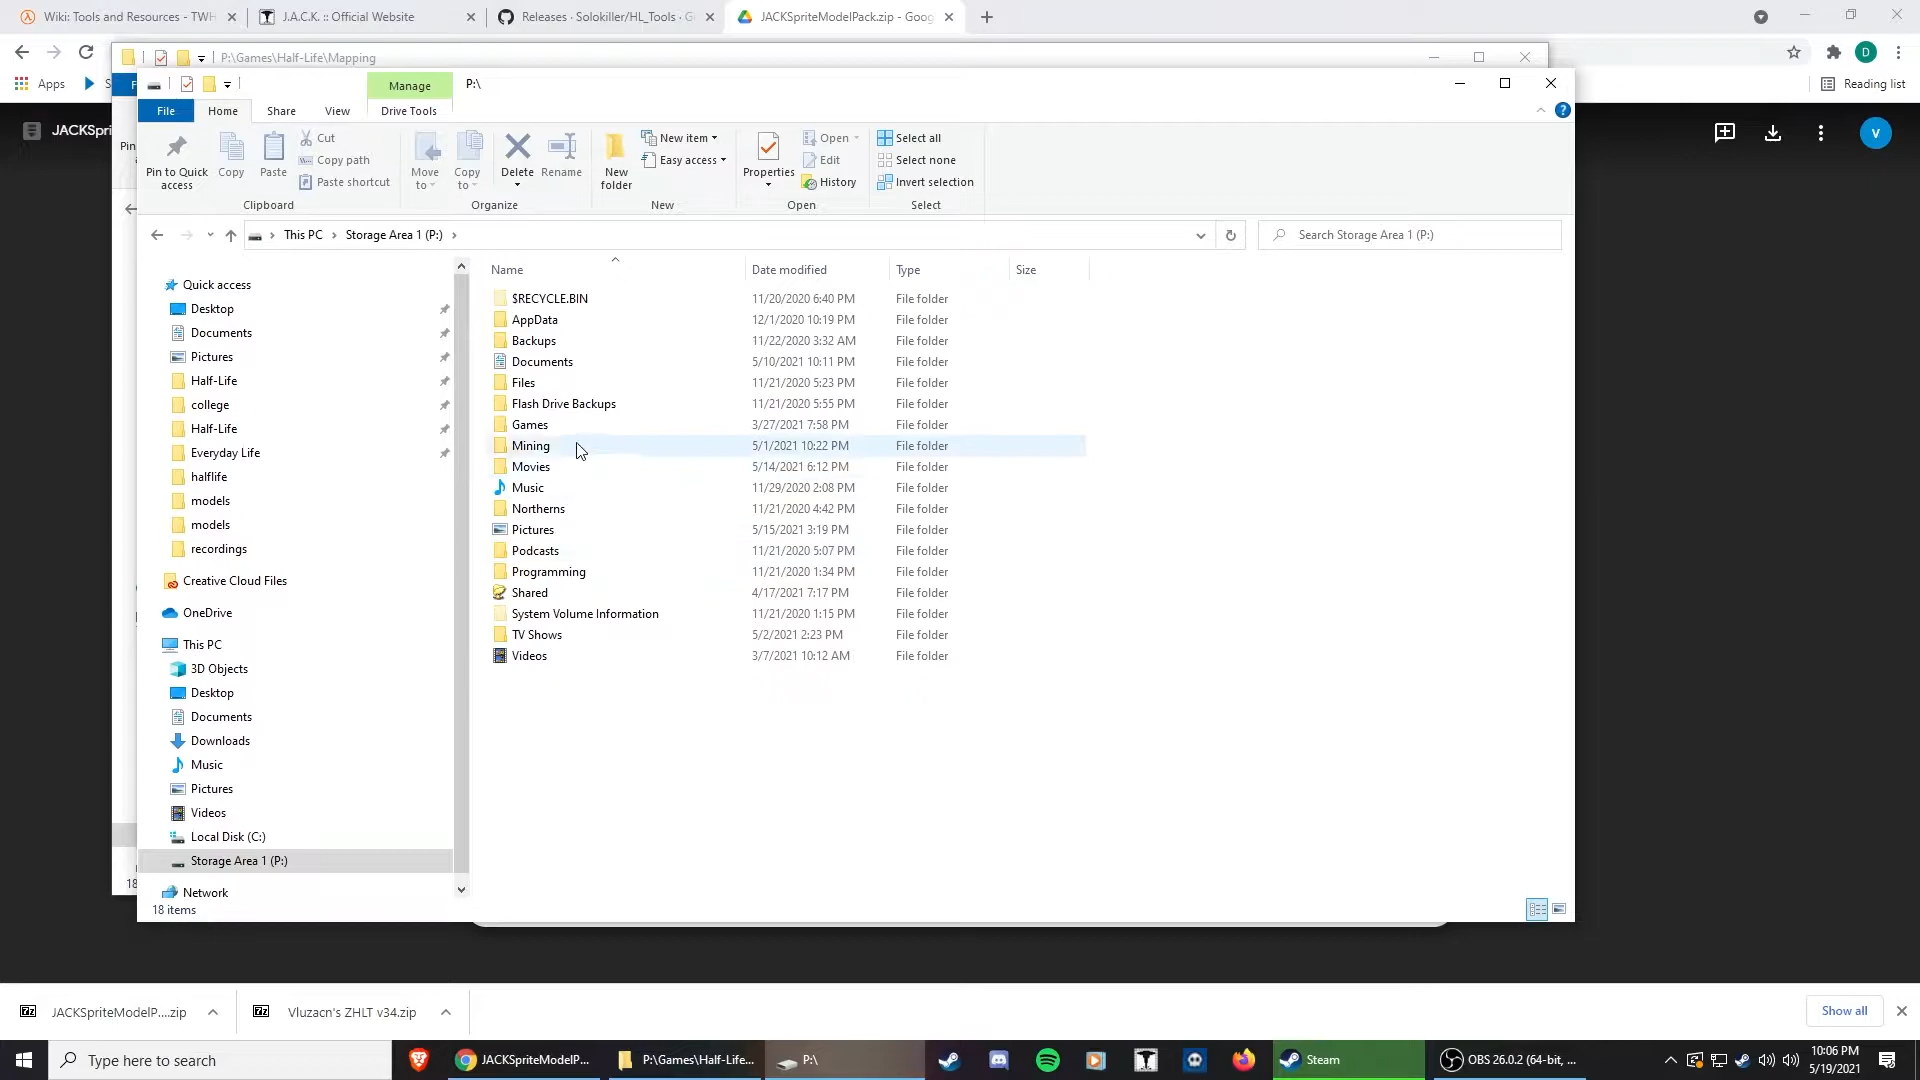 Wiki: Tools and Resources - TWH
J.A.C.K. :: Official Website
Releases · Solokiller/HL_Tools · G
JACKSpriteModelPack.zip - Goog
P:\Games\Half-Life\Mapping
D
Apps
S
F
Reading list
Manage
P:\
File
Home
Share
View
Drive Tools
JACKSpri
V
Pin
Pin to Quick access
Copy
Paste
Cut
Copy path
Paste shortcut
Clipboard
Move to
Copy to
Delete
Rename
Organize
New folder
New item
Easy access
New
Properties
Open
Edit
History
Open
Select all
Select none
Invert selection
Select
This PC
Storage Area 1 (P:)
Search Storage Area 1 (P:)
Name
Date modified
Type
Size
$RECYCLE.BIN 11/20/2020 6:40 PM File folder
AppData 12/1/2020 10:19 PM File folder
Backups 11/22/2020 3:32 AM File folder
Documents 5/10/2021 10:11 PM File folder
Files 11/21/2020 5:23 PM File folder
Flash Drive Backups 11/21/2020 5:55 PM File folder
Games 3/27/2021 7:58 PM File folder
Mining 5/1/2021 10:22 PM File folder
Movies 5/14/2021 6:12 PM File folder
Music 11/29/2020 2:08 PM File folder
Northerns 11/21/2020 4:42 PM File folder
Pictures 5/15/2021 3:19 PM File folder
Podcasts 11/21/2020 5:07 PM File folder
Programming 11/21/2020 1:34 PM File folder
Shared 4/17/2021 7:17 PM File folder
System Volume Information 11/21/2020 1:15 PM File folder
TV Shows 5/2/2021 2:23 PM File folder
Videos 3/7/2021 10:12 AM File folder
Quick access
Desktop
Documents
Pictures
Half-Life
college
Half-Life
Everyday Life
halflife
models
models
recordings
Creative Cloud Files
OneDrive
This PC
3D Objects
Desktop
Documents
Downloads
Music
Pictures
Videos
Local Disk (C:)
Storage Area 1 (P:)
Network
18
18 items
JACKSpriteModelP....zip
Vluzacn's ZHLT v34.zip
Show all
Type here to search
JACKSpriteModelP...
P:\Games\Half-Life...
P:\
Steam
OBS 26.0.2 (64-bit, ...
10:06 PM
5/19/2021